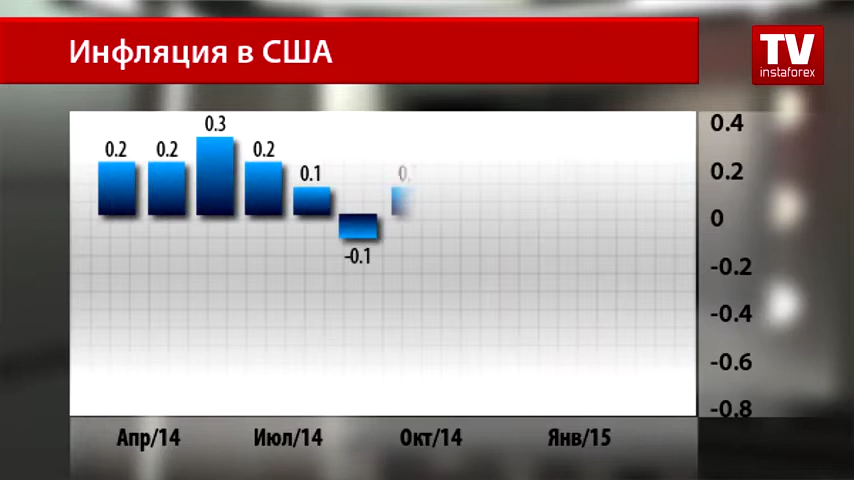 Инфляция в США
TV
instaforex
0.2
0.2
0.3
0.2
0.1
-0.1
0.4
0.2
0
-0.2
-0.4
-0.6
-0.8
Апр/14
Июл/14
Окт/14
Янв/15